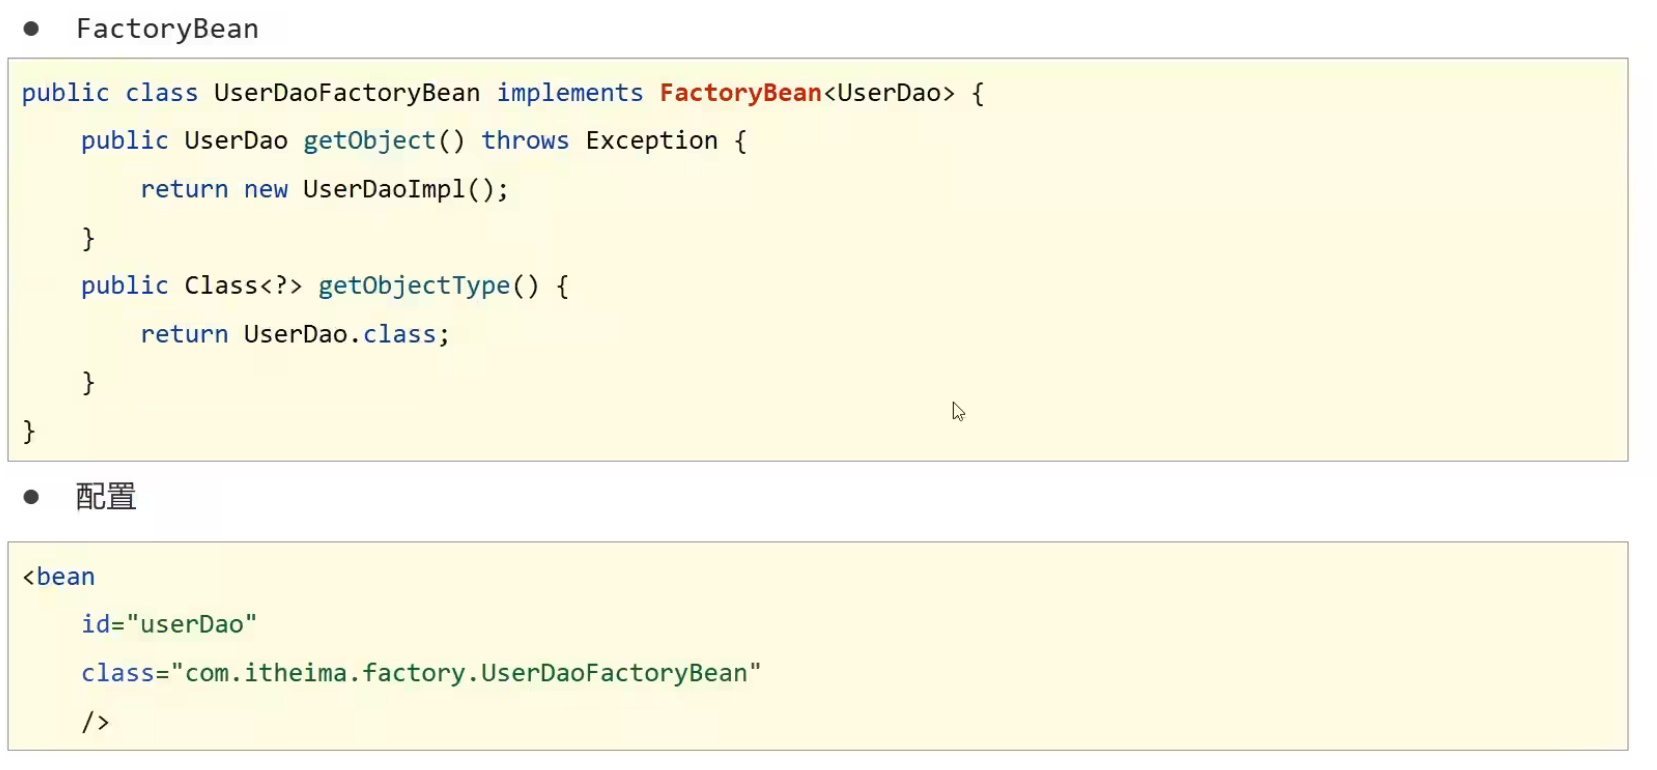 ● FactoryBean
public class UserDaoFactoryBean implements FactoryBean<UserDao> {
    public UserDao getObject() throws Exception {
        return new UserDaoImpl();
    }
    public Class<?> getObjectType() {
        return UserDao.class;
    }
}
● 配置
<bean
    id="userDao"
    class="com.itheima.factory.UserDaoFactoryBean"
    />